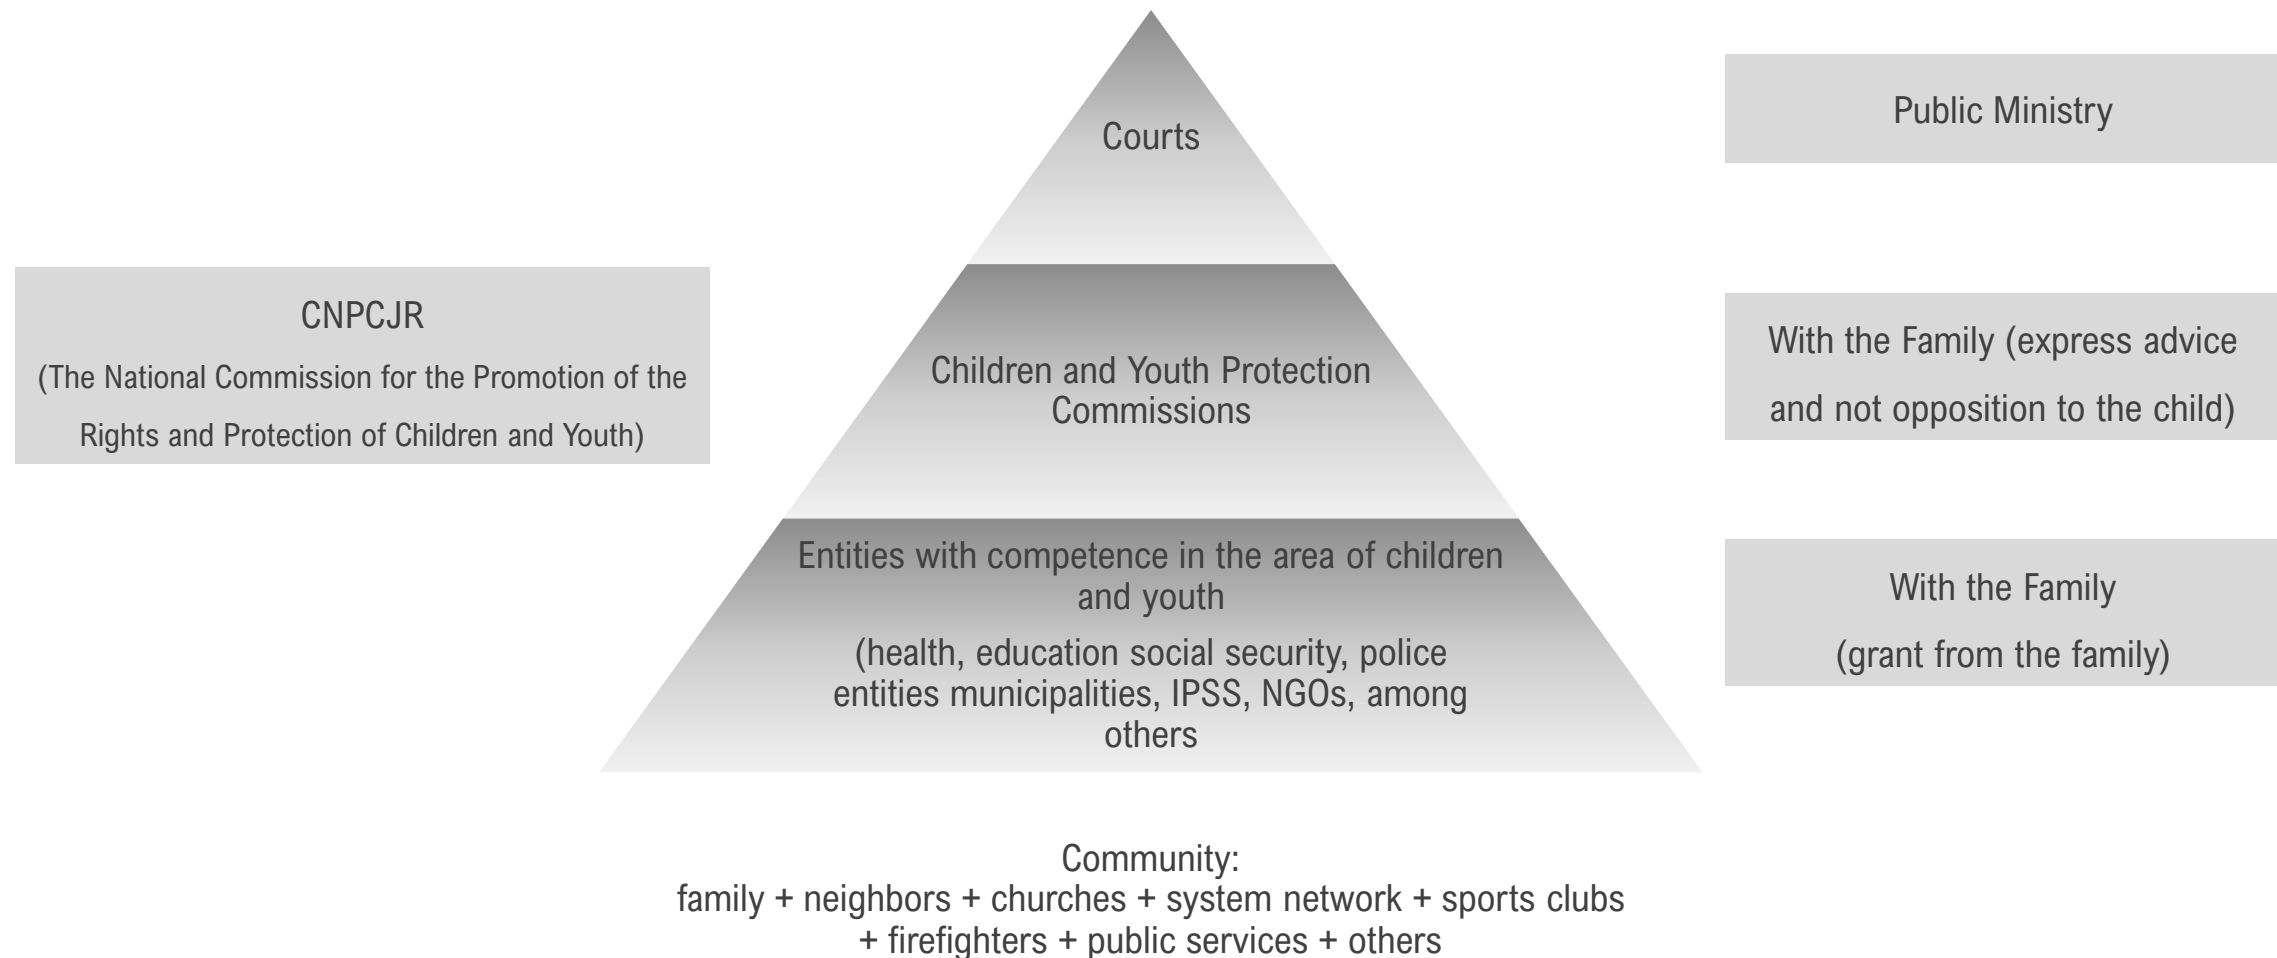 Courts
Public Ministry
CNPCJR
(The National Commission for the Promotion of the
Rights and Protection of Children and Youth)
Children and Youth Protection
Commissions
With the Family (express advice
and not opposition to the child)
Entities with competence in the area of children
and youth
(health, education social security, police
entities municipalities, IPSS, NGOs, among
others
With the Family
(grant from the family)
Community:
family + neighbors + churches + system network + sports clubs
+ firefighters + public services + others